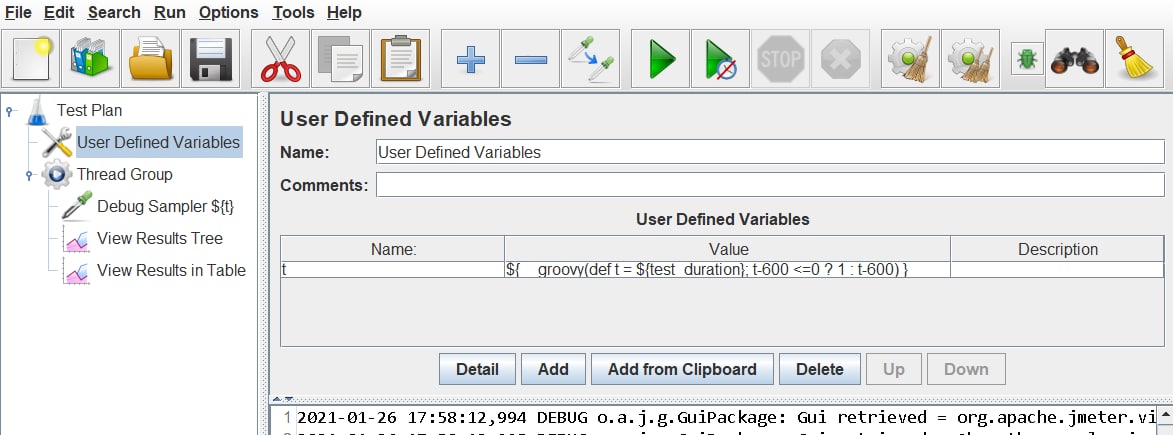 File Edit Search Run Options Tools Help
STOP
Test Plan
User Defined Variables
Thread Group
Debug Sampler ${t}
View Results Tree
View Results in Table
User Defined Variables
Name: User Defined Variables
Comments:
User Defined Variables
Name: Value Description
t ${__groovy(def t = ${test_duration}; t-600 <=0 ? 1 : t-600) }
Detail Add Add from Clipboard Delete Up Down
1 2021-01-26 17:58:12,994 DEBUG o.a.j.g.GuiPackage: Gui retrieved = org.apache.jmeter.vi